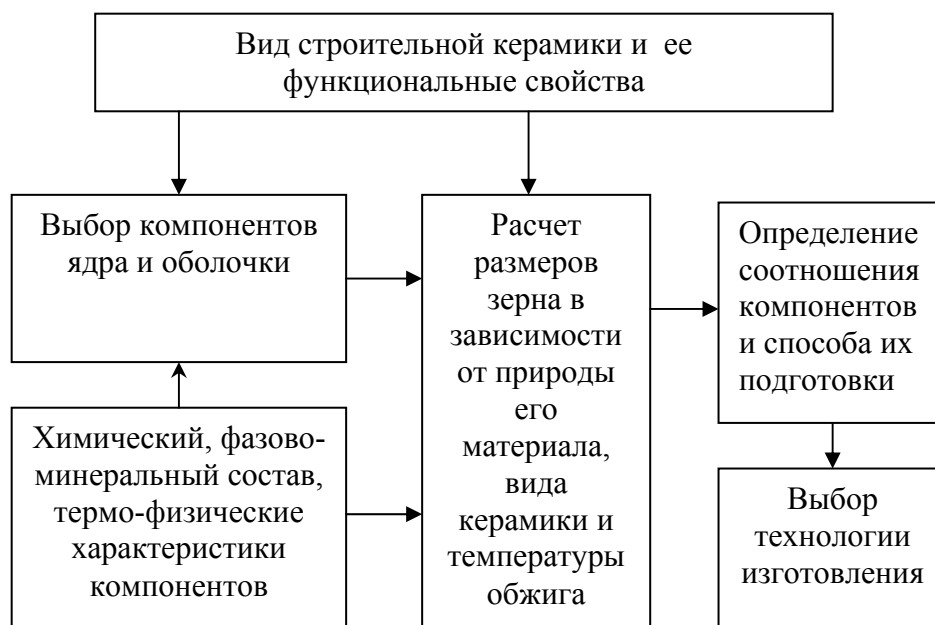 Вид строительной керамики и  ее
функциональные свойства
Выбор компонентов
ядра и оболочки
Химический, фазово-
минеральный состав,
термо-физические
характеристики
компонентов
Расчет
размеров
зерна в
зависимости
от природы
его
материала,
вида
керамики и
температуры
обжига
Определение
соотношения
компонентов
и способа их
подготовки
Выбор
технологии
изготовления